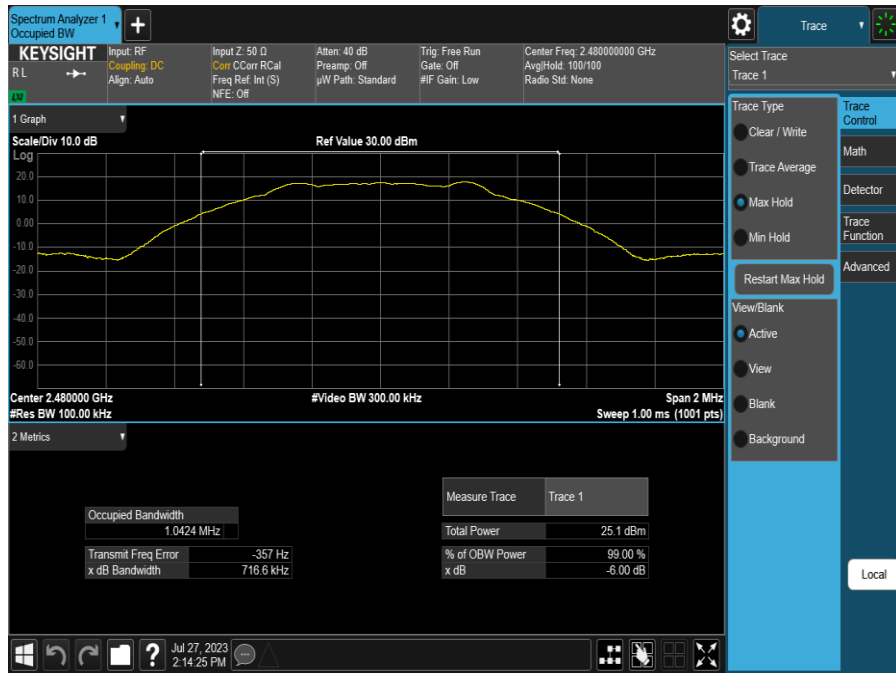 Spectrum Analyzer 1
Occupied BW
Trace
KEYSIGHT
R L
LXI
Input: RF
Coupling: DC
Align: Auto
Input Z: 50 Ω
Corr CCorr RCal
Freq Ref: Int (S)
NFE: Off
Atten: 40 dB
Preamp: Off
µW Path: Standard
Trig: Free Run
Gate: Off
#IF Gain: Low
Center Freq: 2.480000000 GHz
Avg|Hold: 100/100
Radio Std: None
Select Trace
Trace 1
1 Graph
Scale/Div 10.0 dB
Ref Value 30.00 dBm
Log
20.0
10.0
0.00
-10.0
-20.0
-30.0
-40.0
-50.0
-60.0
Center 2.480000 GHz
#Video BW 300.00 kHz
Span 2 MHz
#Res BW 100.00 kHz
Sweep 1.00 ms (1001 pts)
2 Metrics
Measure Trace
Trace 1
Occupied Bandwidth
1.0424 MHz
Total Power
25.1 dBm
Transmit Freq Error
-357 Hz
% of OBW Power
99.00 %
x dB Bandwidth
716.6 kHz
x dB
-6.00 dB
Trace Type
Clear / Write
Trace Average
Max Hold
Min Hold
Restart Max Hold
View/Blank
Active
View
Blank
Background
Trace
Control
Math
Detector
Trace
Function
Advanced
Local
?
Jul 27, 2023
2:14:25 PM